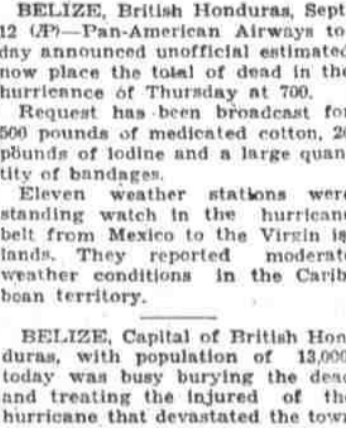 BELIZE, British Honduras, Sept
12 (AP)—Pan-American Airways to-
day announced unofficial estimated
now place the total of dead in the
hurricance of Thursday at 700.
Request has been broadcast for
500 pounds of medicated cotton, 20
pounds of iodine and a large quan
tity of bandages.
Eleven weather stations were
standing watch in the hurricane
belt from Mexico to the Virgin is
lands. They reported moderate
weather conditions in the Carib
bean territory.
BELIZE, Capital of British Hon
duras, with population of 13,000
today was busy burying the dead
and treating the injured of the
hurricane that devastated the town